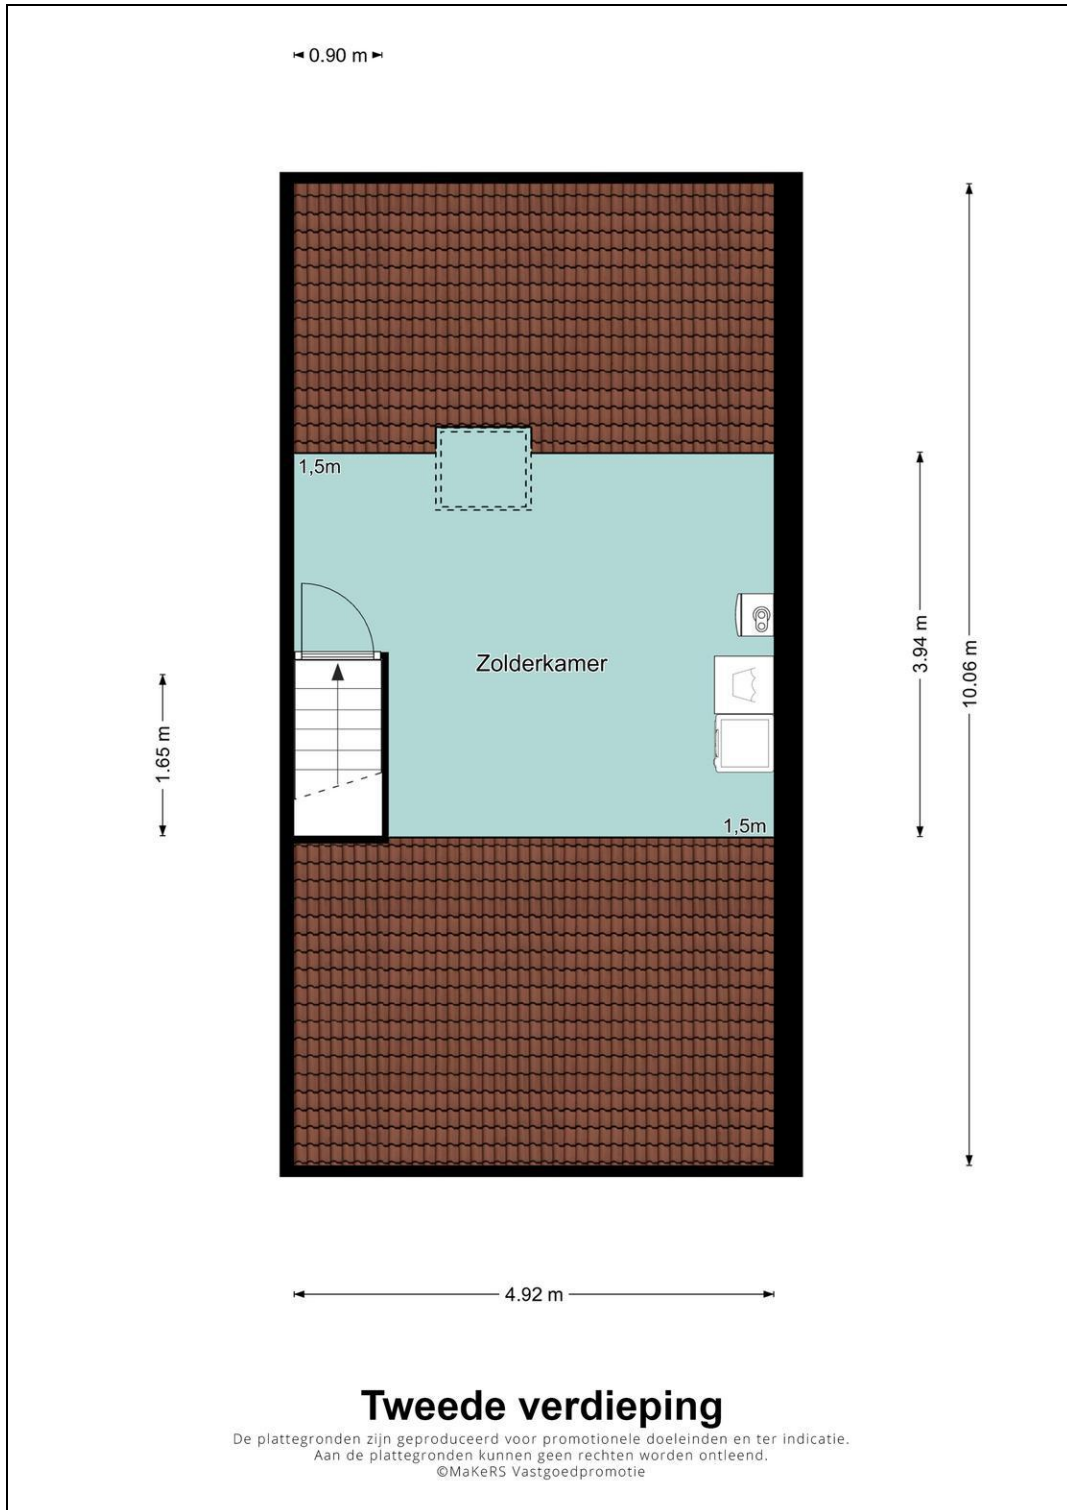 0.90 m
1,5m
Zolderkamer
3.94 m
10.06 m
1.65 m
1,5m
4.92 m
Tweede verdieping
De plattegronden zijn geproduceerd voor promotionele doeleinden en ter indicatie.
Aan de plattegronden kunnen geen rechten worden ontleend.
©MaKeRS Vastgoedpromotie